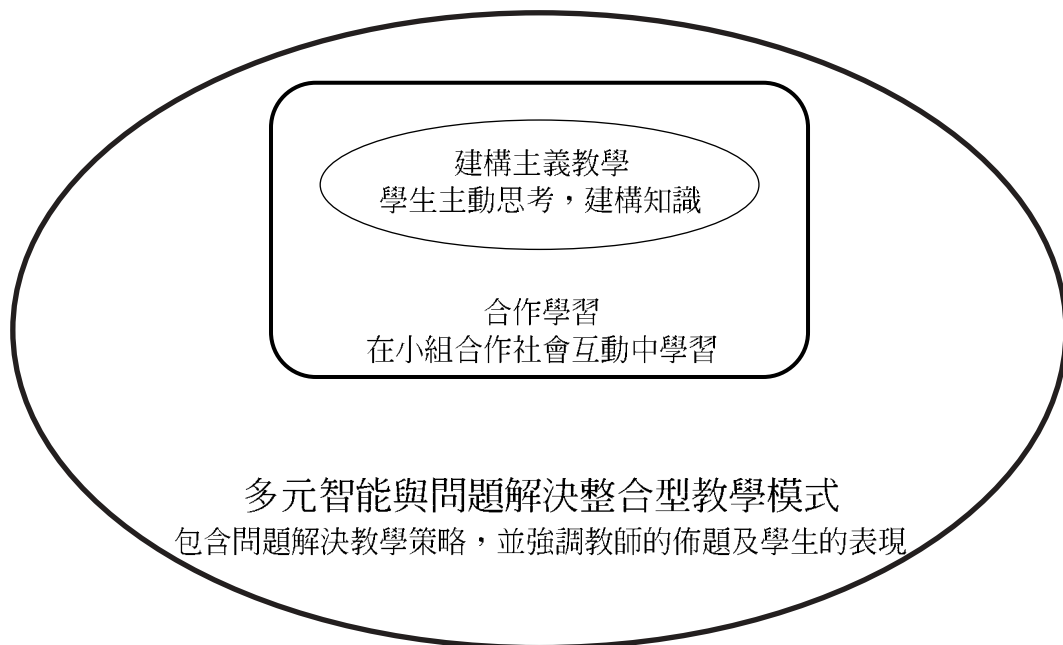 建構主義教學
學生主動思考，建構知識
合作學習
在小組合作社會互動中學習
多元智能與問題解決整合型教學模式
包含問題解決教學策略，並強調教師的佈題及學生的表現